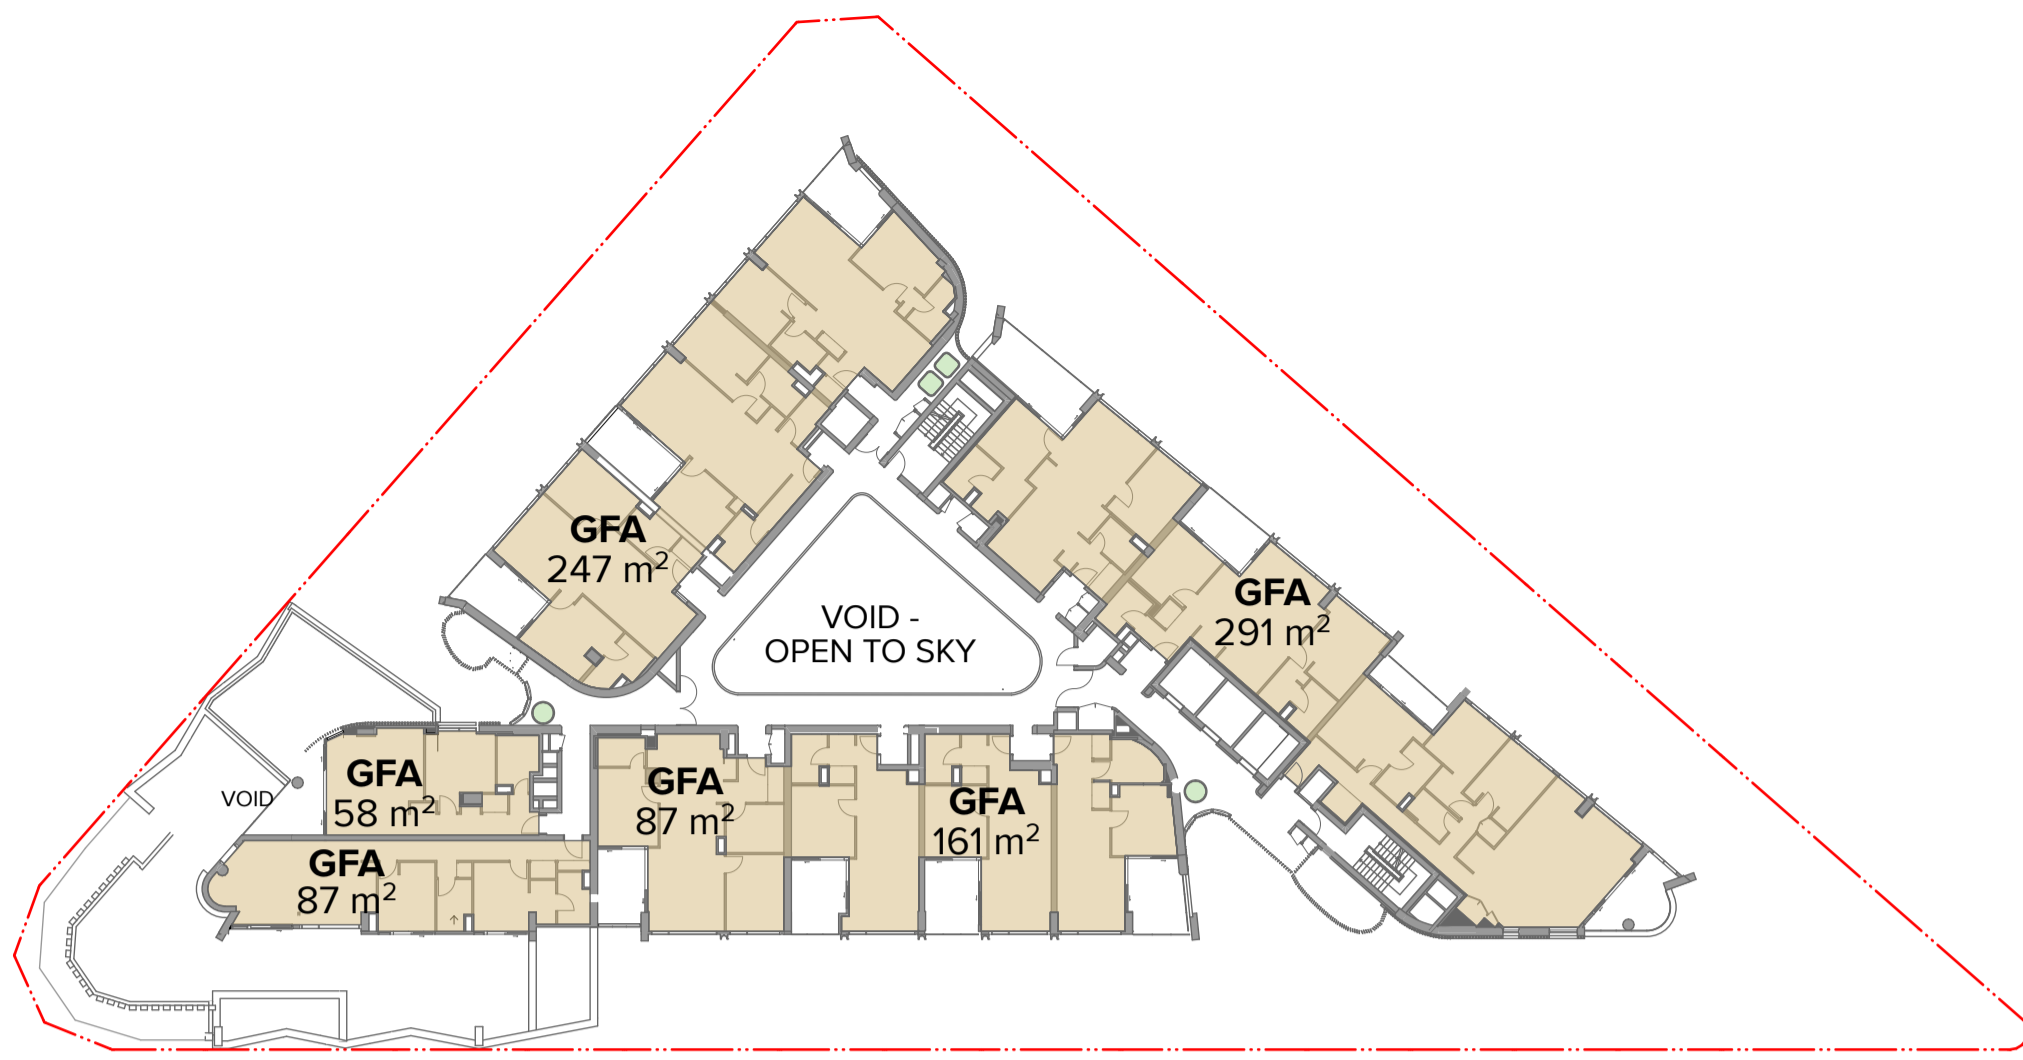 GFA
247 m²
VOID -
OPEN TO SKY
GFA
291 m²
GFA
58 m²
VOID
GFA
87 m²
GFA
87 m²
GFA
161 m²